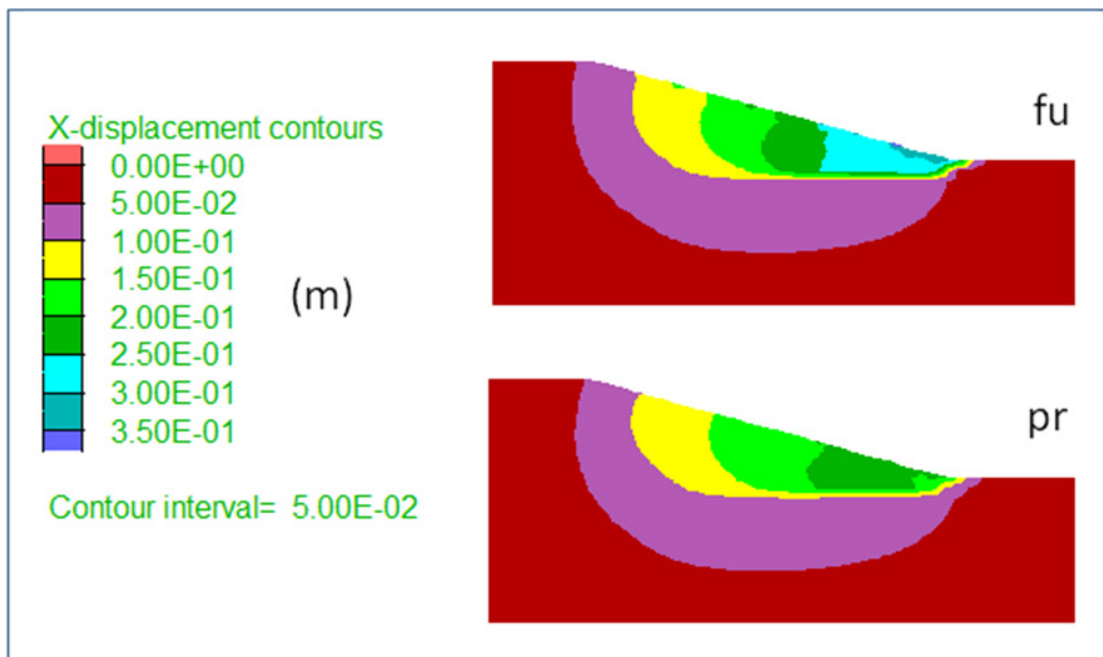 X-displacement contours
0.00E+00
5.00E-02
1.00E-01
1.50E-01
2.00E-01
2.50E-01
3.00E-01
3.50E-01
(m)
Contour interval= 5.00E-02
fu
pr